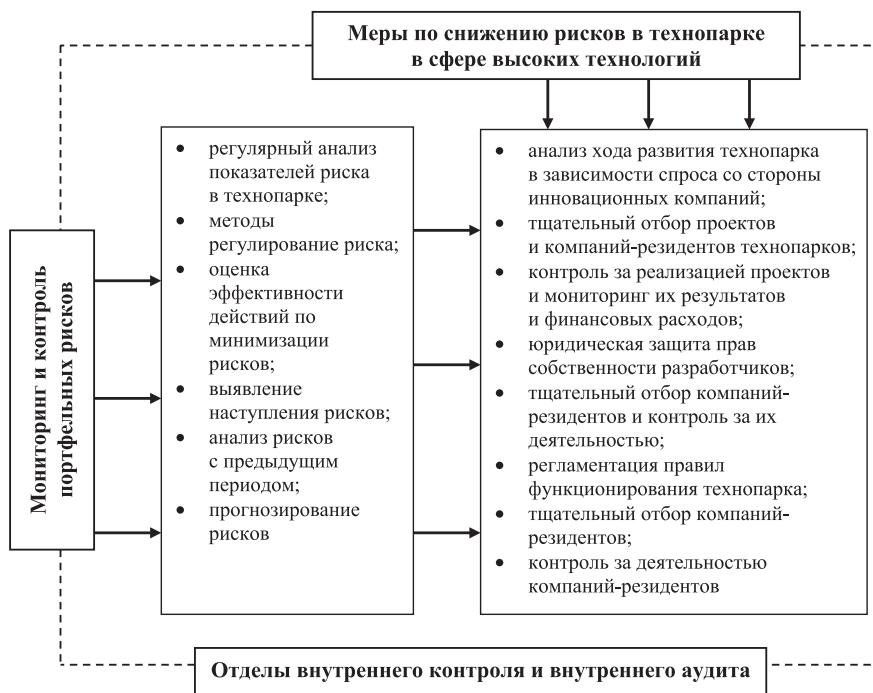 Меры по снижению рисков в технопарке
в сфере высоких технологий
Мониторинг и контроль
портфельных рисков
• регулярный анализ
показателей риска
в технопарке;
• методы
регулирование риска;
• оценка
эффективности
действий по
минимизации
рисков;
• выявление
наступления рисков;
• анализ рисков
с предыдущим
периодом;
• прогнозирование
рисков
• анализ хода развития технопарка
в зависимости спроса со стороны
инновационных компаний;
• тщательный отбор проектов
и компаний-резидентов технопарков;
• контроль за реализацией проектов
и мониторинг их результатов
и финансовых расходов;
• юридическая защита прав
собственности разработчиков;
• тщательный отбор компаний-
резидентов и контроль за их
деятельностью;
• регламентация правил
функционирования технопарка;
• тщательный отбор компаний-
резидентов;
• контроль за деятельностью
компаний-резидентов
Отделы внутреннего контроля и внутреннего аудита